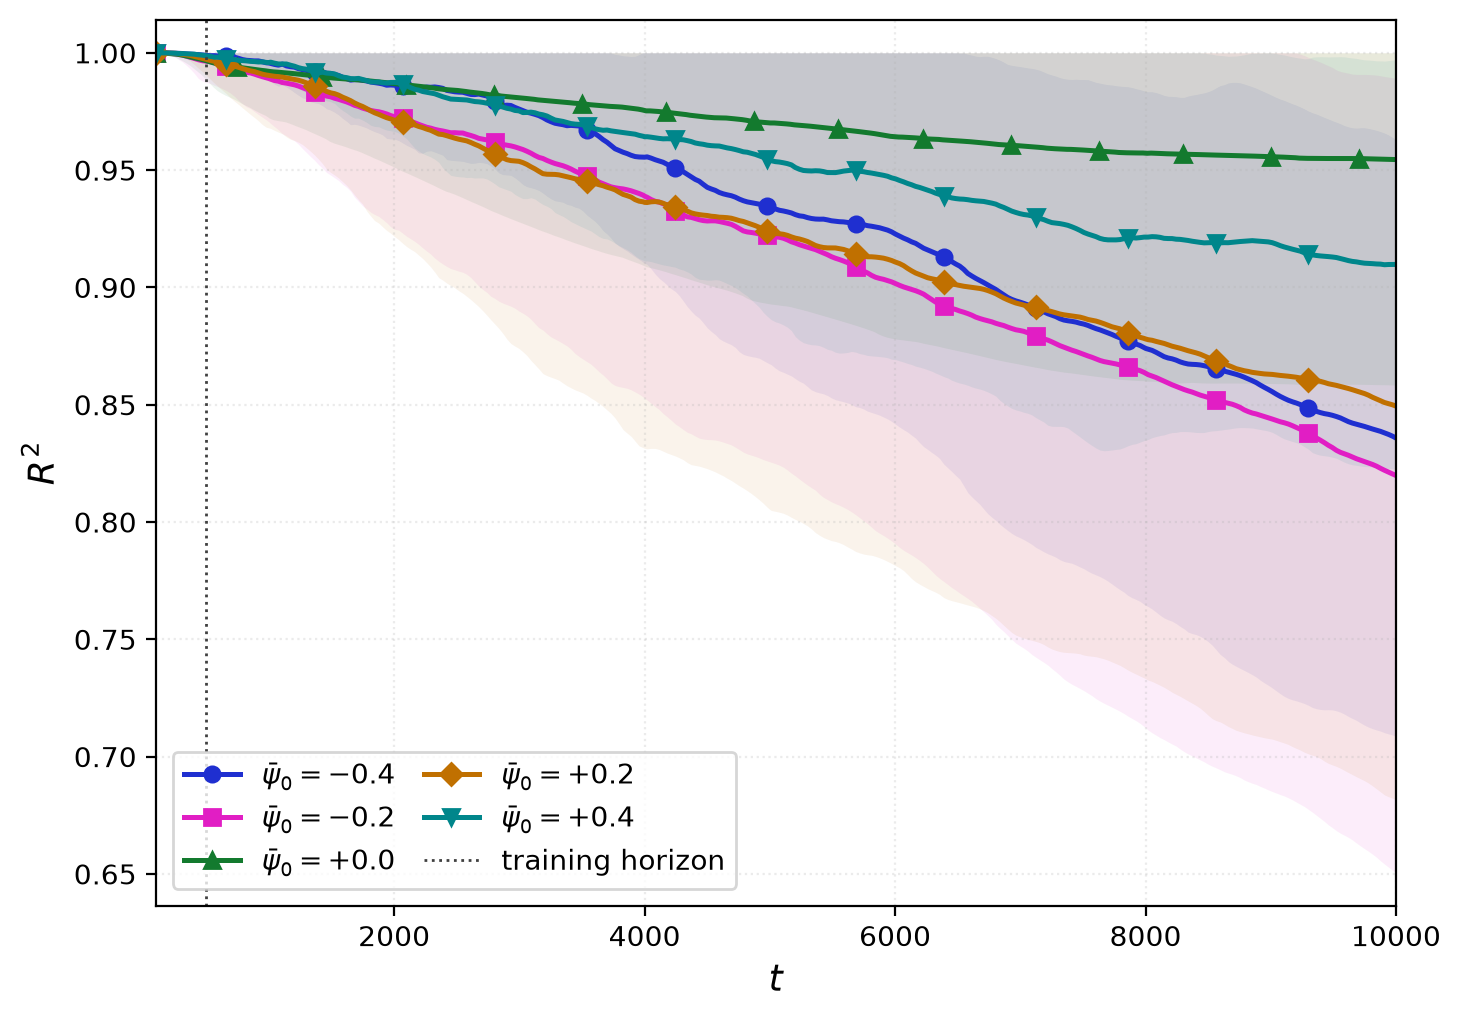 1.00
0.95
0.90
0.85
0.80
0.75
0.70
0.65
R²
ψ̄₀ = −0.4
ψ̄₀ = −0.2
ψ̄₀ = +0.0
ψ̄₀ = +0.2
ψ̄₀ = +0.4
training horizon
2000 4000 6000 8000 10000
t